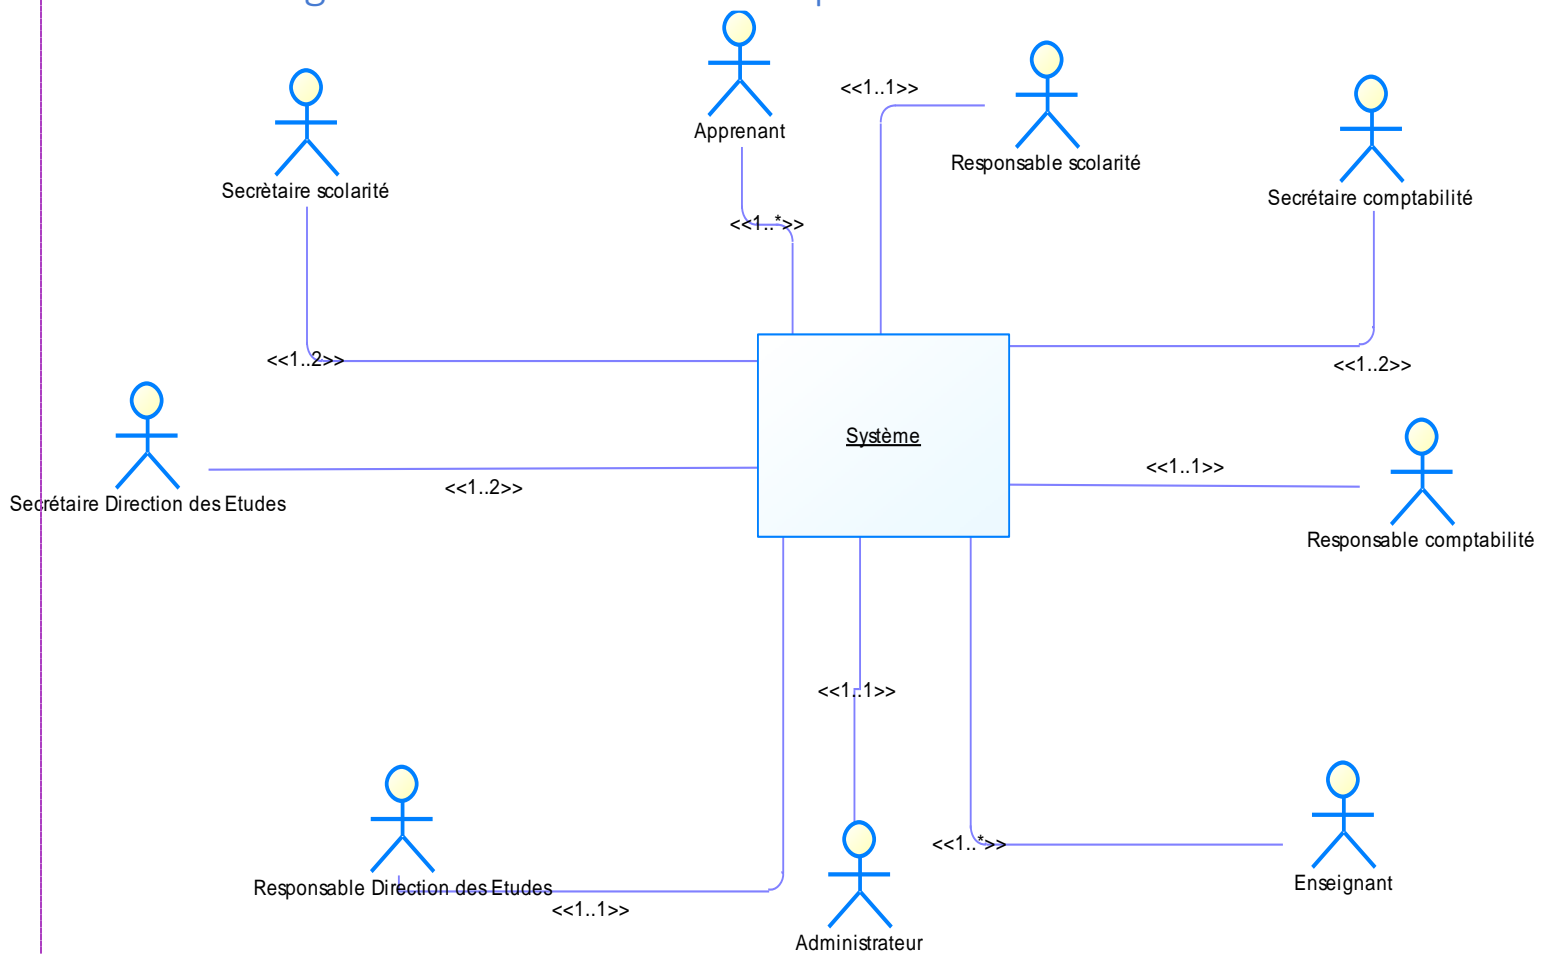 Apprenant
<<1..1>>
Responsable scolarité
Secrètaire scolarité
Secrétaire comptabilité
<<1..*>>
<<1..2>>
<<1..2>>
Système
<<1..1>>
<<1..2>>
Secrétaire Direction des Etudes
Responsable comptabilité
<<1..1>>
<<1..*>>
Responsable Direction des Etudes
<<1..1>>
Enseignant
Administrateur